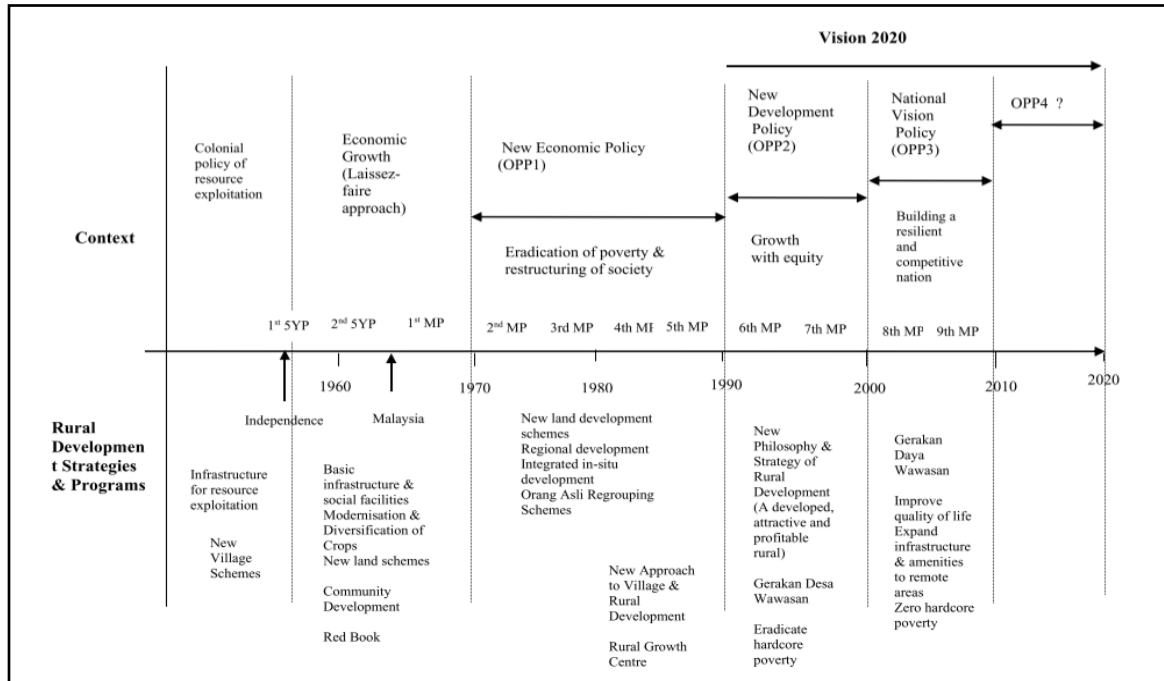 Vision 2020
Colonial
policy of
resource
exploitation
Economic
Growth
(Laissez-
faire
approach)
New Economic Policy
(OPP1)
New
Development
Policy
(OPP2)
National
Vision
Policy
(OPP3)
OPP4 ?
Context
Eradication of poverty &
restructuring of society
Growth
with equity
Building a
resilient
and
competitive
nation
1st 5YP
2nd 5YP
1st MP
2nd MP
3rd MP
4th MP
5th MP
6th MP
7th MP
8th MP
9th MP
1960
1970
1980
1990
2000
2010
2020
Independence
Malaysia
Rural
Developmen
t Strategies
& Programs
Infrastructure
for resource
exploitation
New
Village
Schemes
Basic
infrastructure &
social facilities
Modernisation &
Diversification of
Crops
New land schemes
Community
Development
Red Book
New land development
schemes
Regional development
Integrated in-situ
development
Orang Asli Regrouping
Schemes
New Approach
to Village &
Rural
Development
Rural Growth
Centre
New
Philosophy &
Strategy of
Rural
Development
(A developed,
attractive and
profitable
rural)
Gerakan Desa
Wawasan
Eradicate
hardcore
poverty
Gerakan
Daya
Wawasan
Improve
quality of life
Expand
infrastructure
& amenities
to remote
areas
Zero hardcore
poverty